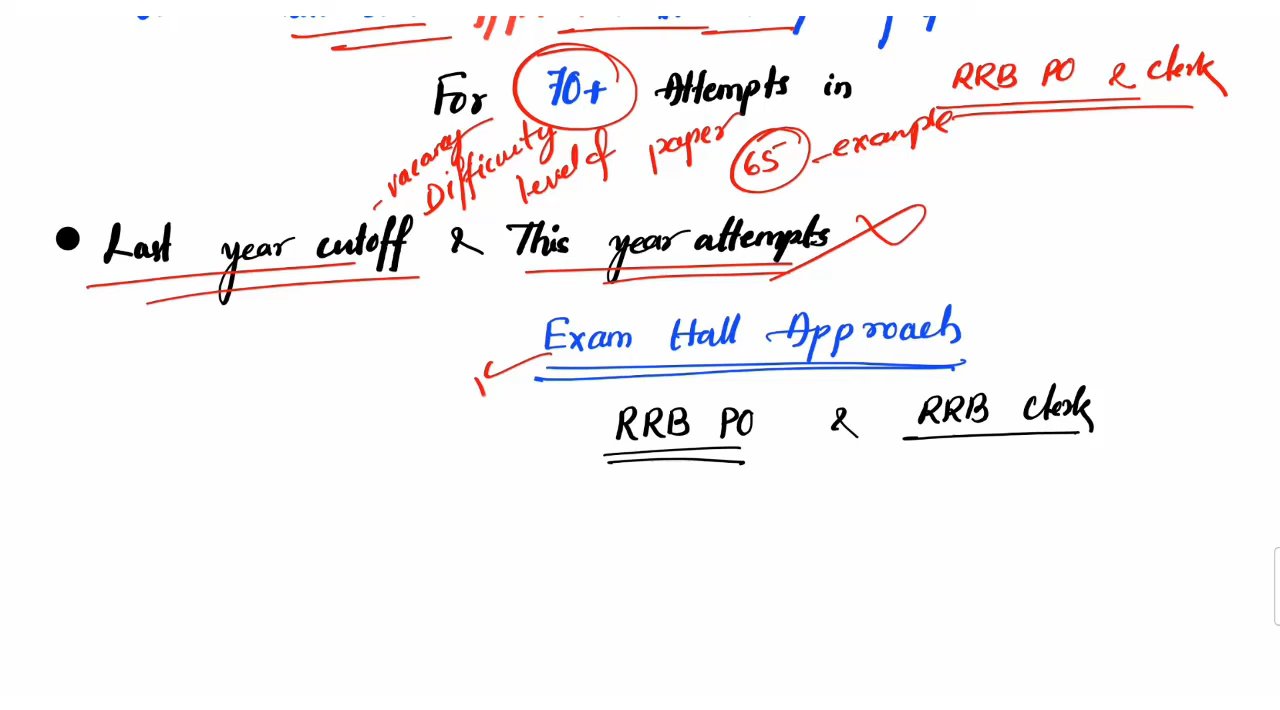 For 70+ Attempts in RRB PO & Clerk
vacancy
Difficulty level of paper 65 - example
• Last year cutoff & This year attempts
Exam Hall Approach
RRB PO & RRB Clerk